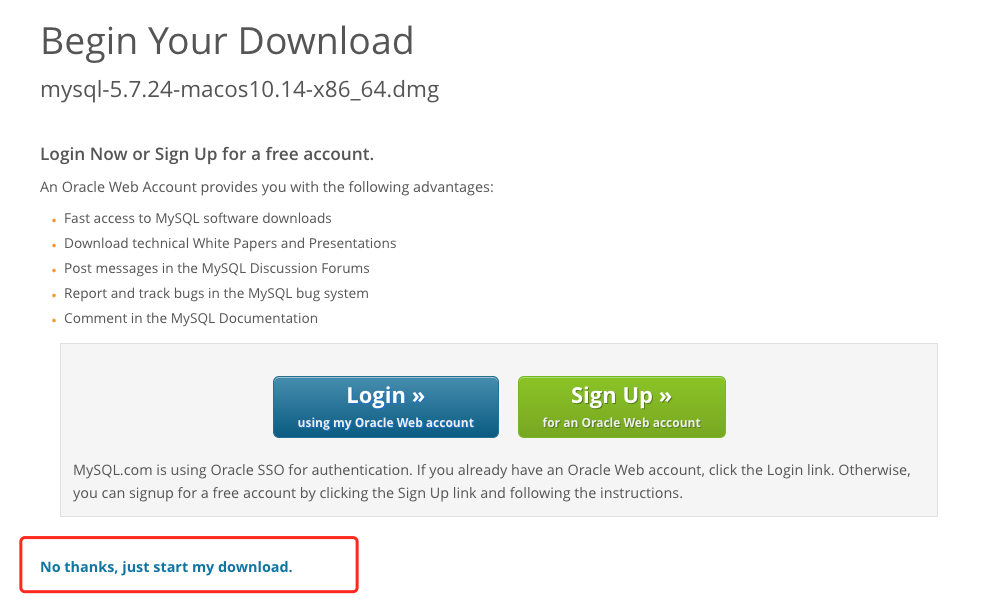 Begin Your Download
mysql-5.7.24-macos10.14-x86_64.dmg
Login Now or Sign Up for a free account.
An Oracle Web Account provides you with the following advantages:
Fast access to MySQL software downloads
Download technical White Papers and Presentations
Post messages in the MySQL Discussion Forums
Report and track bugs in the MySQL bug system
Comment in the MySQL Documentation
Login »
using my Oracle Web account
Sign Up »
for an Oracle Web account
MySQL.com is using Oracle SSO for authentication. If you already have an Oracle Web account, click the Login link. Otherwise,
you can signup for a free account by clicking the Sign Up link and following the instructions.
No thanks, just start my download.